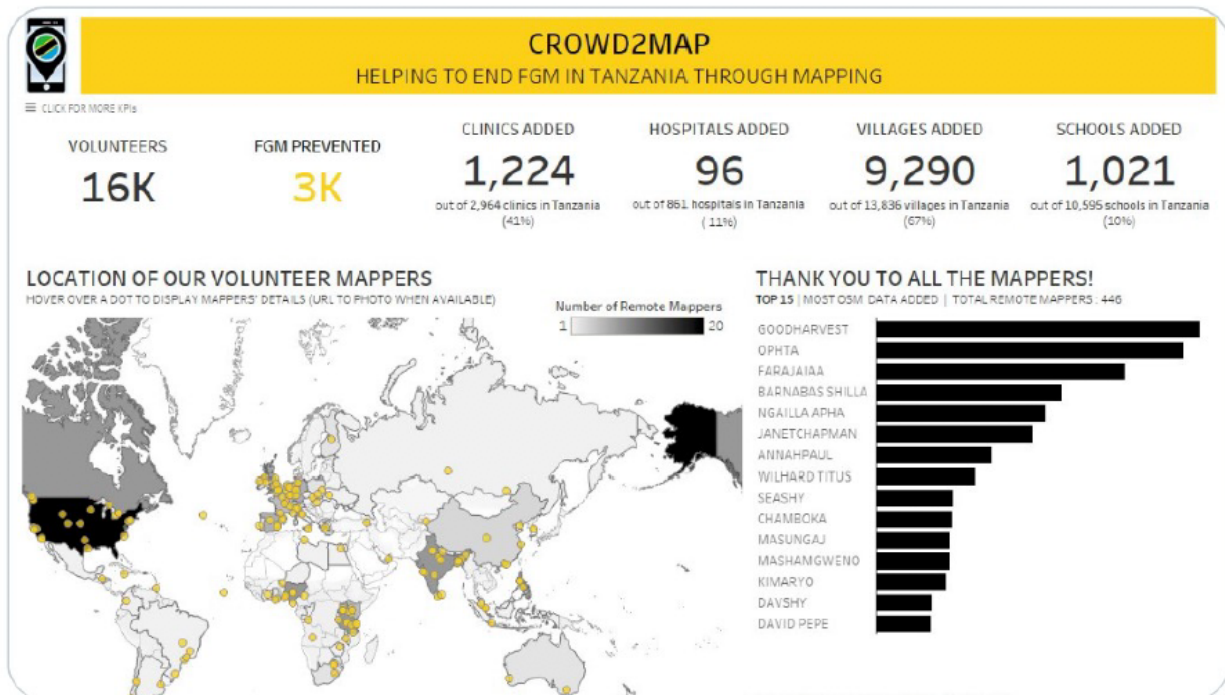 CROWD2MAP
HELPING TO END FGM IN TANZANIA THROUGH MAPPING
☰ CLICK FOR MORE KPIs
VOLUNTEERS
16K
FGM PREVENTED
3K
CLINICS ADDED
1,224
out of 2,964 clinics in Tanzania
(41%)
HOSPITALS ADDED
96
out of 861 hospitals in Tanzania
( 11%)
VILLAGES ADDED
9,290
out of 13,836 villages in Tanzania
(67%)
SCHOOLS ADDED
1,021
out of 10,595 schools in Tanzania
(10%)
LOCATION OF OUR VOLUNTEER MAPPERS
HOVER OVER A DOT TO DISPLAY MAPPERS' DETAILS (URL TO PHOTO WHEN AVAILABLE)
Number of Remote Mappers
1 20
THANK YOU TO ALL THE MAPPERS!
TOP 15 | MOST OSM DATA ADDED | TOTAL REMOTE MAPPERS : 446
GOODHARVEST
OPHTA
FARAJAIAA
BARNABAS SHILLA
NGAILLA APHA
JANETCHAPMAN
ANNAHPAUL
WILHARD TITUS
SEASHY
CHAMBOKA
MASUNGAJ
MASHAMGWENO
KIMARYO
DAVSHY
DAVID PEPE